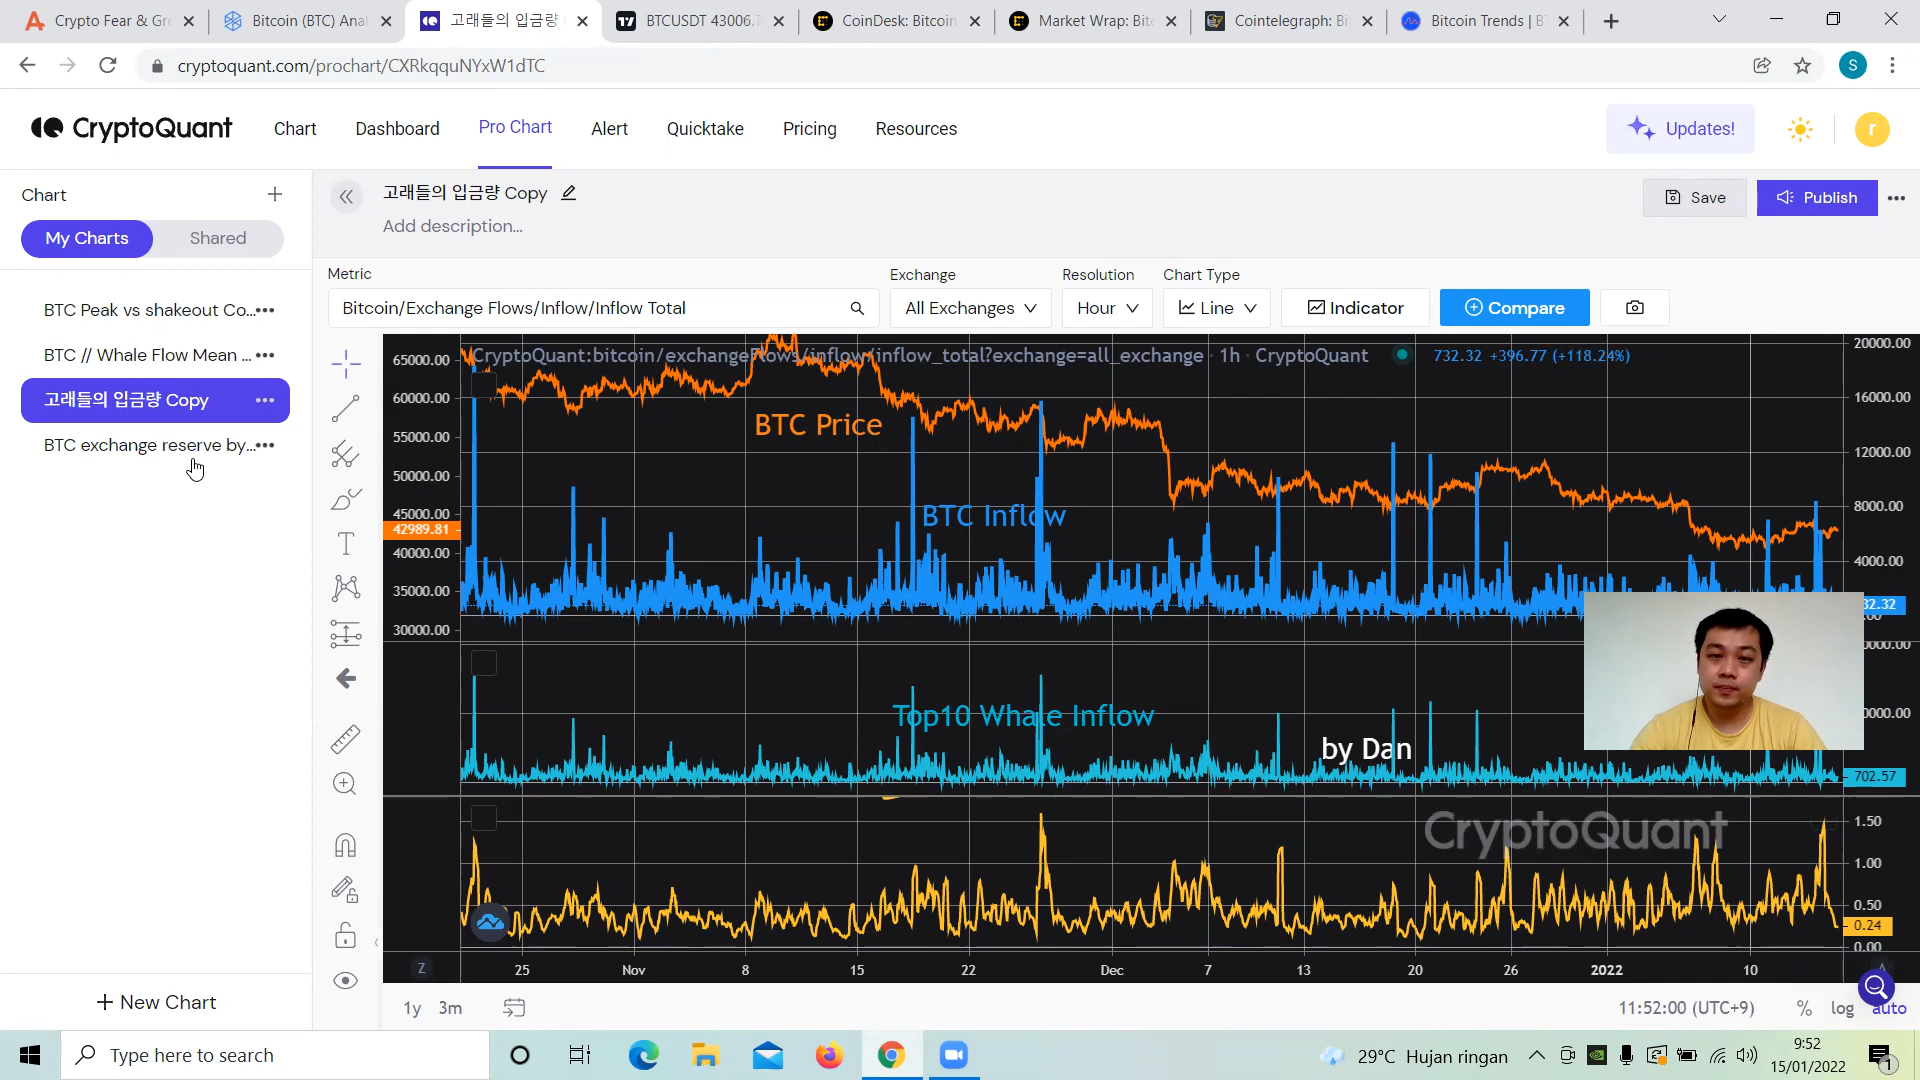 Crypto Fear & Gre
Bitcoin (BTC) Anal
고래들의 입금량
BTCUSDT 43006.
CoinDesk: Bitcoin
Market Wrap: Bitc
Cointelegraph: Bi
Bitcoin Trends | B
cryptoquant.com/prochart/CXRkqquNYxW1dTC
S
CryptoQuant
Chart
Dashboard
Pro Chart
Alert
Quicktake
Pricing
Resources
Updates!
r
Chart
My Charts
Shared
BTC Peak vs shakeout Co...
BTC // Whale Flow Mean ...
고래들의 입금량 Copy
BTC exchange reserve by...
New Chart
고래들의 입금량 Copy
Add description...
Save
Publish
Metric
Exchange
Resolution
Chart Type
Bitcoin/Exchange Flows/Inflow/Inflow Total
All Exchanges
Hour
Line
Indicator
Compare
CryptoQuant:bitcoin/exchangeflows/inflow/inflow_total?exchange=all_exchange · 1h · CryptoQuant
732.32 +396.77 (+118.24%)
65000.00
60000.00
55000.00
50000.00
45000.00
42989.81
40000.00
35000.00
30000.00
20000.00
16000.00
12000.00
8000.00
4000.00
32.32
BTC Price
BTC Inflow
Top10 Whale Inflow
by Dan
702.57
CryptoQuant
1.50
1.00
0.50
0.24
0.00
Z
25
Nov
8
15
22
Dec
7
13
20
26
2022
10
1y
3m
11:52:00 (UTC+9)
%
log
auto
Type here to search
29°C Hujan ringan
9:52
15/01/2022
1